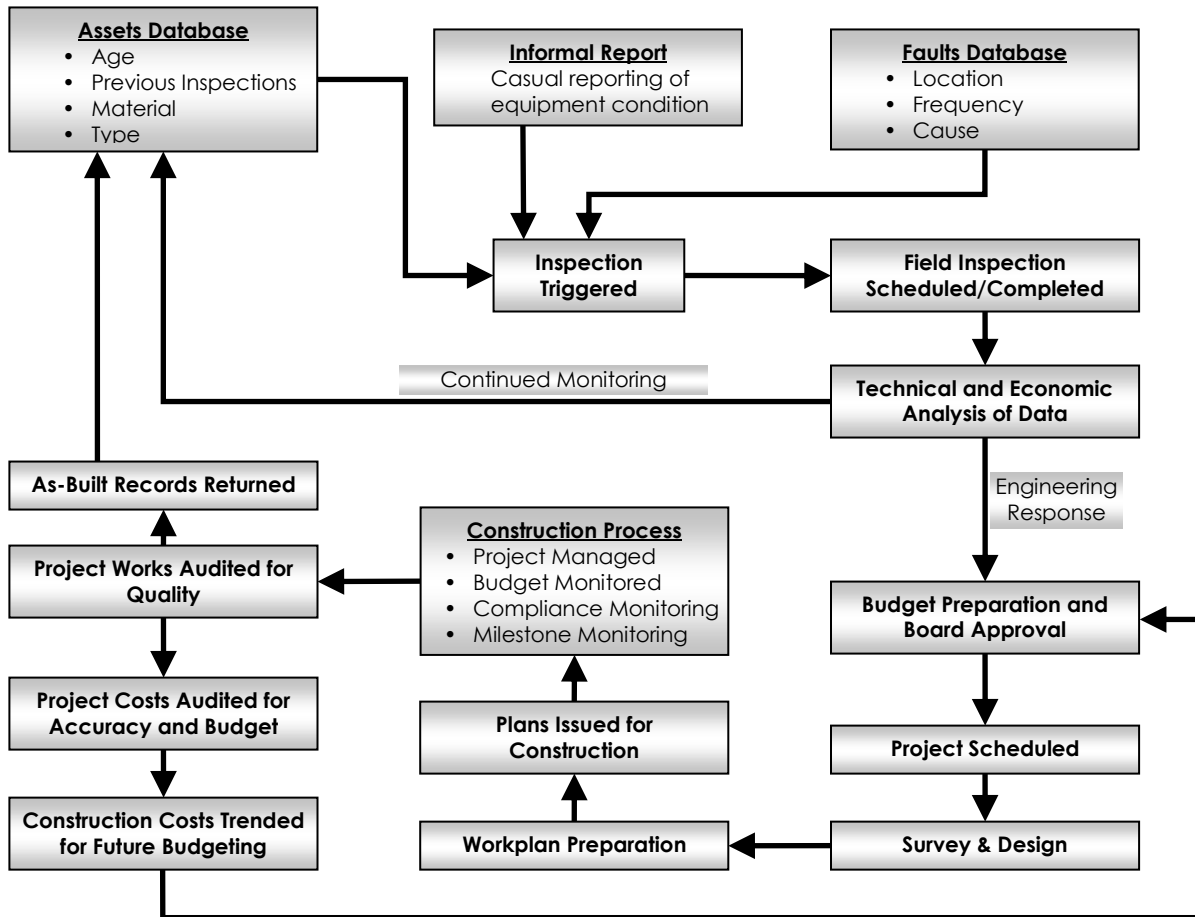 Assets Database
• Age
• Previous Inspections
• Material
• Type
Informal Report
Casual reporting of
equipment condition
Faults Database
• Location
• Frequency
• Cause
Inspection
Triggered
Field Inspection
Scheduled/Completed
Continued Monitoring
Technical and Economic
Analysis of Data
As-Built Records Returned
Engineering
Response
Construction Process
• Project Managed
• Budget Monitored
• Compliance Monitoring
• Milestone Monitoring
Project Works Audited for
Quality
Budget Preparation and
Board Approval
Project Costs Audited for
Accuracy and Budget
Plans Issued for
Construction
Project Scheduled
Construction Costs Trended
for Future Budgeting
Workplan Preparation
Survey & Design